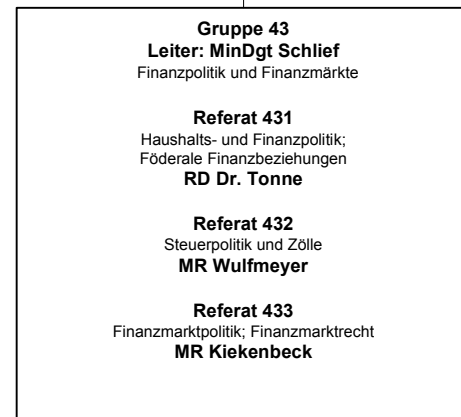 Gruppe 43
Leiter: MinDgt Schlief
Finanzpolitik und Finanzmärkte
Referat 431
Haushalts- und Finanzpolitik;
Föderale Finanzbeziehungen
RD Dr. Tonne
Referat 432
Steuerpolitik und Zölle
MR Wulfmeyer
Referat 433
Finanzmarktpolitik; Finanzmarktrecht
MR Kiekenbeck